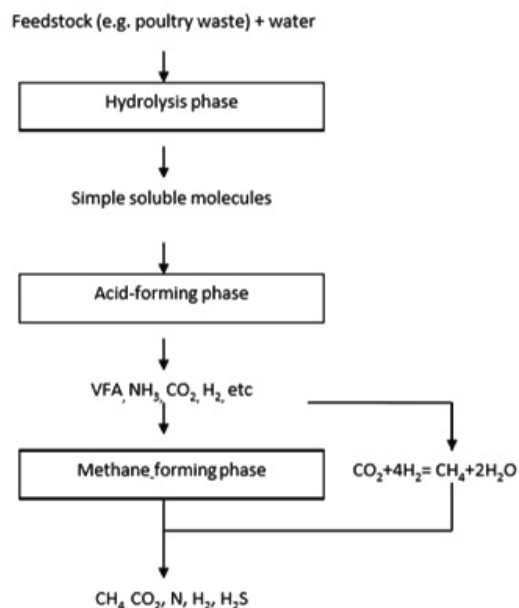 Feedstock (e.g. poultry waste) + water
Hydrolysis phase
Simple soluble molecules
Acid-forming phase
VFA, NH₃, CO₂, H₂, etc
Methane-forming phase
CO₂+4H₂= CH₄+2H₂O
CH₄, CO₂, N, H₂, H₂S